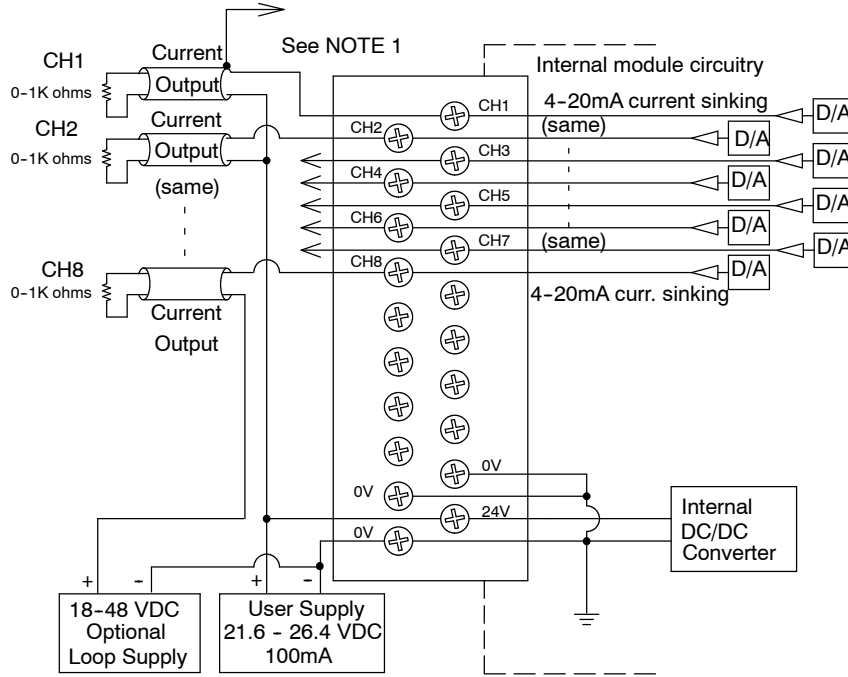 See NOTE 1
CH1
0-1K ohms
Current
Output
CH2
0-1K ohms
Current
Output
(same)
CH8
0-1K ohms
Current
Output
Internal module circuitry
CH1
4-20mA current sinking
D/A
CH2
(same)
D/A
CH3
D/A
CH4
D/A
CH5
D/A
CH6
D/A
CH7
(same)
D/A
CH8
D/A
4-20mA curr. sinking
0V
0V
24V
0V
Internal
DC/DC
Converter
+
-
+
-
18-48 VDC
Optional
Loop Supply
User Supply
21.6 - 26.4 VDC
100mA